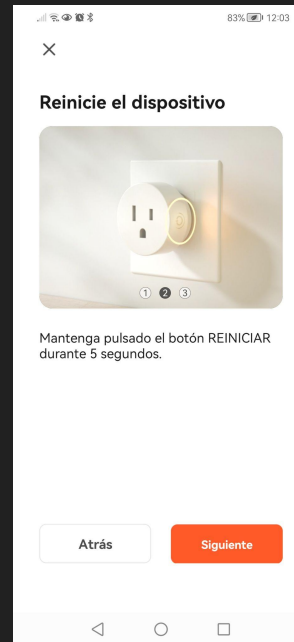 83% 12:03
Reinicie el dispositivo
1 2 3
Mantenga pulsado el botón REINICIAR
durante 5 segundos.
Atrás Siguiente